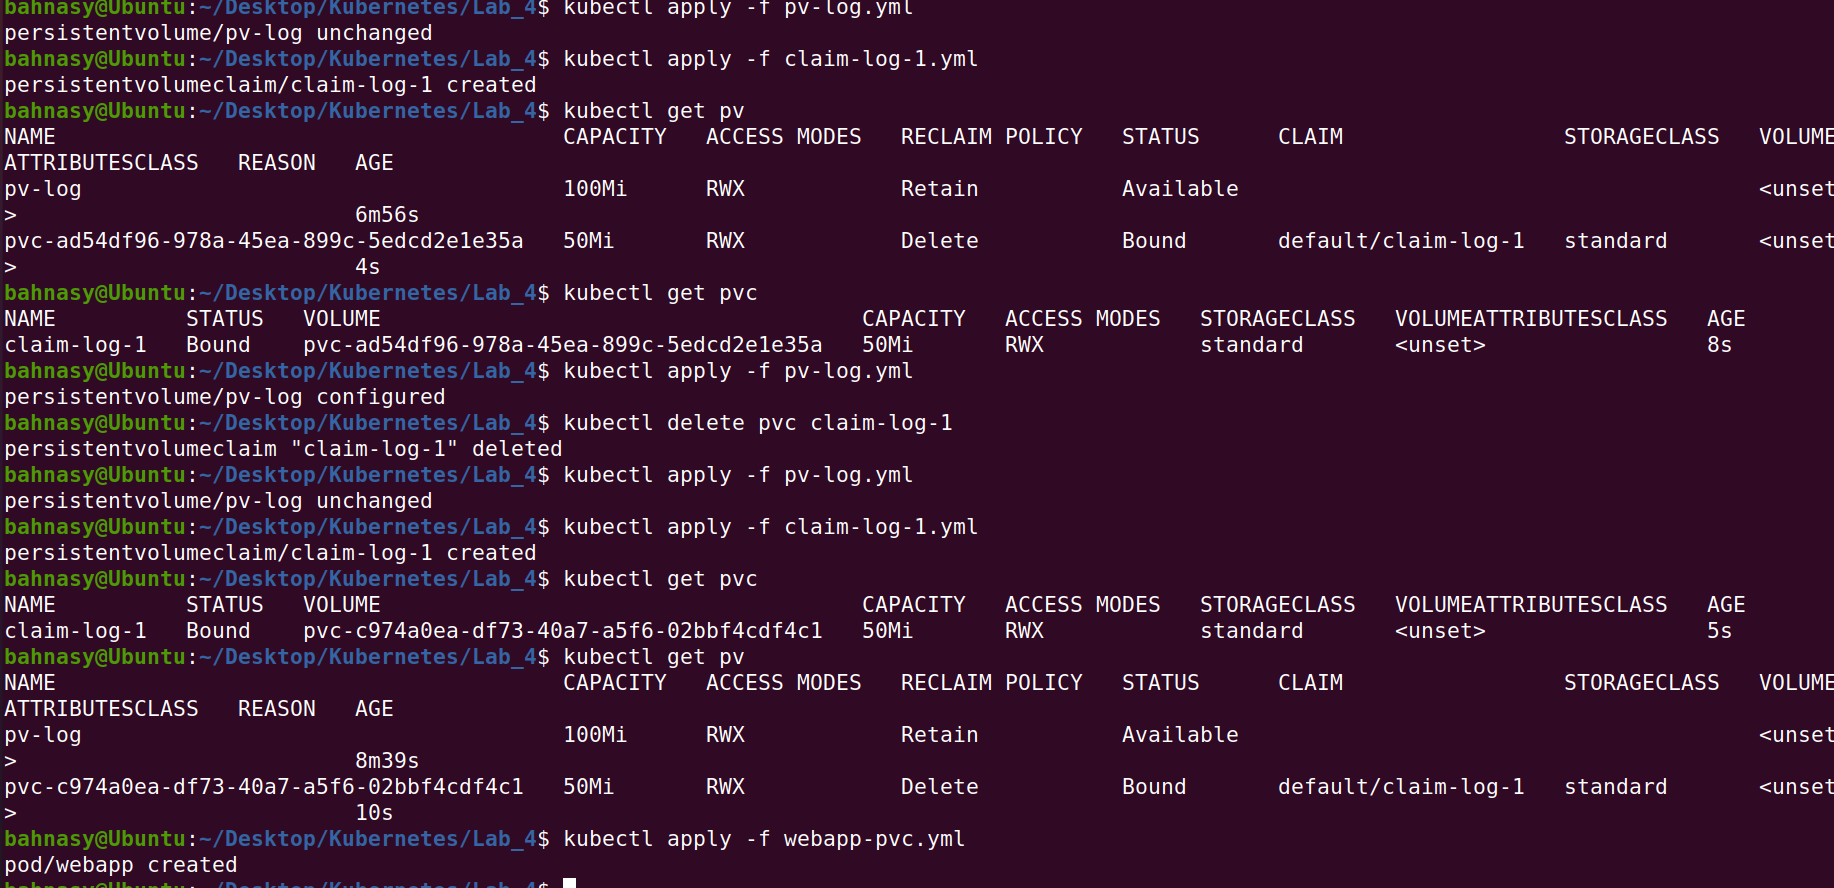 bahnasy@Ubuntu:~/Desktop/Kubernetes/Lab_4$ kubectl apply -f pv-log.yml
persistentvolume/pv-log unchanged
bahnasy@Ubuntu:~/Desktop/Kubernetes/Lab_4$ kubectl apply -f claim-log-1.yml
persistentvolumeclaim/claim-log-1 created
bahnasy@Ubuntu:~/Desktop/Kubernetes/Lab_4$ kubectl get pv
NAME                                       CAPACITY   ACCESS MODES   RECLAIM POLICY   STATUS      CLAIM                 STORAGECLASS   VOLUME
ATTRIBUTESCLASS   REASON   AGE
pv-log                                     100Mi      RWX            Retain           Available                                        <unset
>                          6m56s
pvc-ad54df96-978a-45ea-899c-5edcd2e1e35a   50Mi       RWX            Delete           Bound       default/claim-log-1   standard       <unset
>                          4s
bahnasy@Ubuntu:~/Desktop/Kubernetes/Lab_4$ kubectl get pvc
NAME          STATUS   VOLUME                                     CAPACITY   ACCESS MODES   STORAGECLASS   VOLUMEATTRIBUTESCLASS   AGE
claim-log-1   Bound    pvc-ad54df96-978a-45ea-899c-5edcd2e1e35a   50Mi       RWX            standard       <unset>                 8s
bahnasy@Ubuntu:~/Desktop/Kubernetes/Lab_4$ kubectl apply -f pv-log.yml
persistentvolume/pv-log configured
bahnasy@Ubuntu:~/Desktop/Kubernetes/Lab_4$ kubectl delete pvc claim-log-1
persistentvolumeclaim "claim-log-1" deleted
bahnasy@Ubuntu:~/Desktop/Kubernetes/Lab_4$ kubectl apply -f pv-log.yml
persistentvolume/pv-log unchanged
bahnasy@Ubuntu:~/Desktop/Kubernetes/Lab_4$ kubectl apply -f claim-log-1.yml
persistentvolumeclaim/claim-log-1 created
bahnasy@Ubuntu:~/Desktop/Kubernetes/Lab_4$ kubectl get pvc
NAME          STATUS   VOLUME                                     CAPACITY   ACCESS MODES   STORAGECLASS   VOLUMEATTRIBUTESCLASS   AGE
claim-log-1   Bound    pvc-c974a0ea-df73-40a7-a5f6-02bbf4cdf4c1   50Mi       RWX            standard       <unset>                 5s
bahnasy@Ubuntu:~/Desktop/Kubernetes/Lab_4$ kubectl get pv
NAME                                       CAPACITY   ACCESS MODES   RECLAIM POLICY   STATUS      CLAIM                 STORAGECLASS   VOLUME
ATTRIBUTESCLASS   REASON   AGE
pv-log                                     100Mi      RWX            Retain           Available                                        <unset
>                          8m39s
pvc-c974a0ea-df73-40a7-a5f6-02bbf4cdf4c1   50Mi       RWX            Delete           Bound       default/claim-log-1   standard       <unset
>                          10s
bahnasy@Ubuntu:~/Desktop/Kubernetes/Lab_4$ kubectl apply -f webapp-pvc.yml
pod/webapp created
bahnasy@Ubuntu:~/Desktop/Kubernetes/Lab_4$